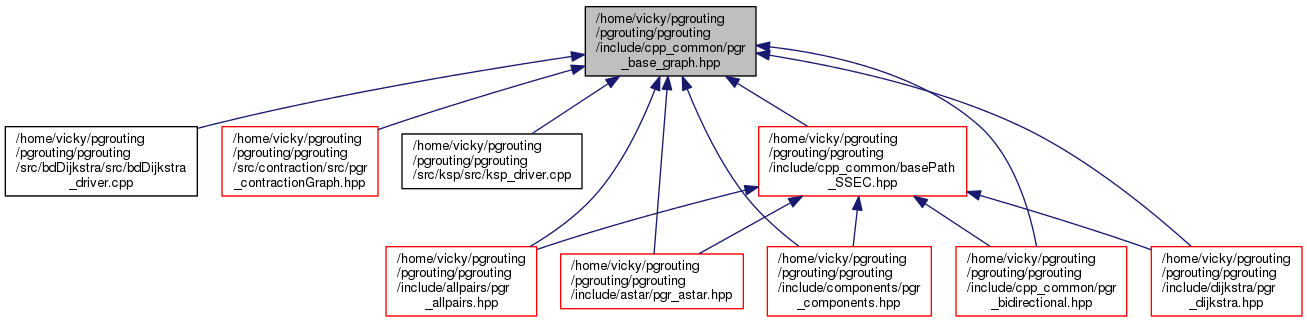 /home/vicky/pgrouting
/pgrouting/pgrouting
/include/cpp_common/pgr
_base_graph.hpp
/home/vicky/pgrouting
/pgrouting/pgrouting
/src/bdDijkstra/src/bdDijkstra
_driver.cpp
/home/vicky/pgrouting
/pgrouting/pgrouting
/src/contraction/src/pgr
_contractionGraph.hpp
/home/vicky/pgrouting
/pgrouting/pgrouting
/src/ksp/src/ksp_driver.cpp
/home/vicky/pgrouting
/pgrouting/pgrouting
/include/cpp_common/basePath
_SSEC.hpp
/home/vicky/pgrouting
/pgrouting/pgrouting
/include/allpairs/pgr
_allpairs.hpp
/home/vicky/pgrouting
/pgrouting/pgrouting
/include/astar/pgr_astar.hpp
/home/vicky/pgrouting
/pgrouting/pgrouting
/include/components/pgr
_components.hpp
/home/vicky/pgrouting
/pgrouting/pgrouting
/include/cpp_common/pgr
_bidirectional.hpp
/home/vicky/pgrouting
/pgrouting/pgrouting
/include/dijkstra/pgr
_dijkstra.hpp